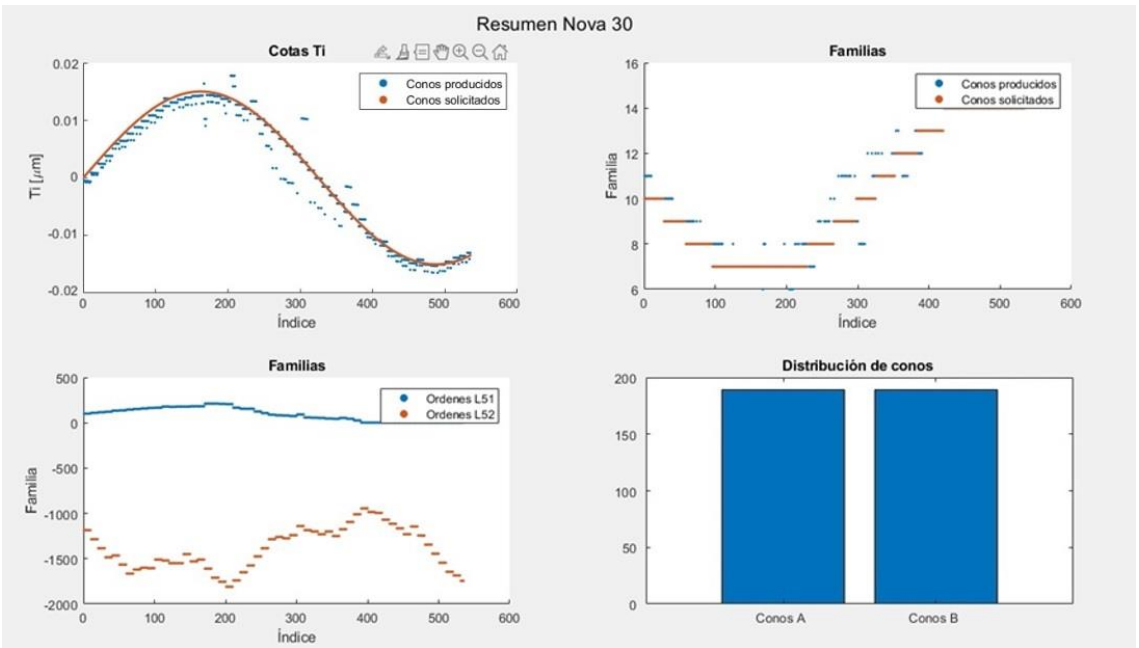 Resumen Nova 30
Cotas Ti
0.02
0.01
0
-0.01
-0.02
Ti [μm]
0
100
200
300
400
500
600
Índice
Conos producidos
Conos solicitados
Familias
16
14
12
10
8
6
Familia
0
100
200
300
400
500
600
Índice
Conos producidos
Conos solicitados
Familias
500
0
-500
-1000
-1500
-2000
Familia
0
100
200
300
400
500
600
Índice
Ordenes L51
Ordenes L52
Distribución de conos
200
150
100
50
0
Conos A
Conos B